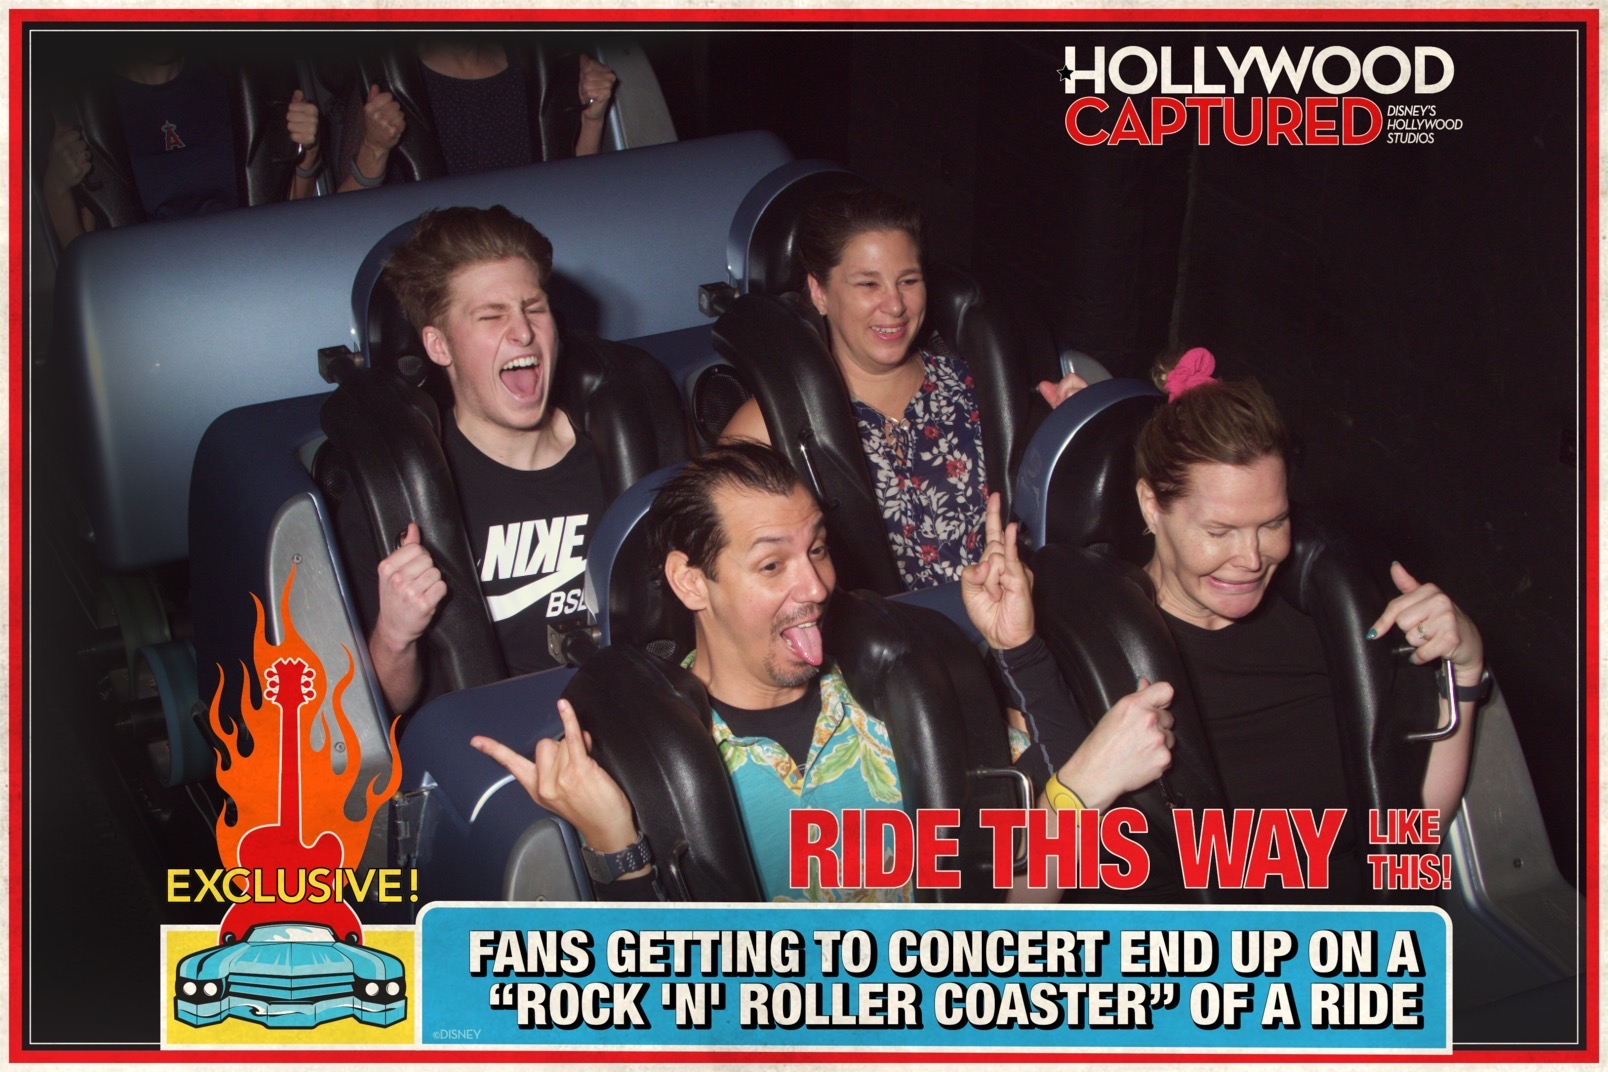 HOLLYWOOD
CAPTURED
DISNEY'S
HOLLYWOOD
STUDIOS
A
NIKE
RIDE THIS WAY
LIKE
THIS!
EXCLUSIVE!
FANS GETTING TO CONCERT END UP ON A
“ROCK 'N' ROLLER COASTER” OF A RIDE
©DISNEY